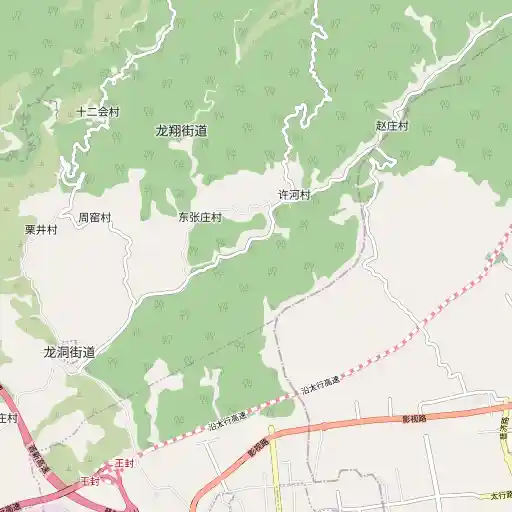 十二会村
龙翔街道
赵庄村
许河村
周窑村
东张庄村
栗井村
龙洞街道
沿太行高速
影视路
庄村
沿太行高速
影视路
王封
王封
太行路
高速